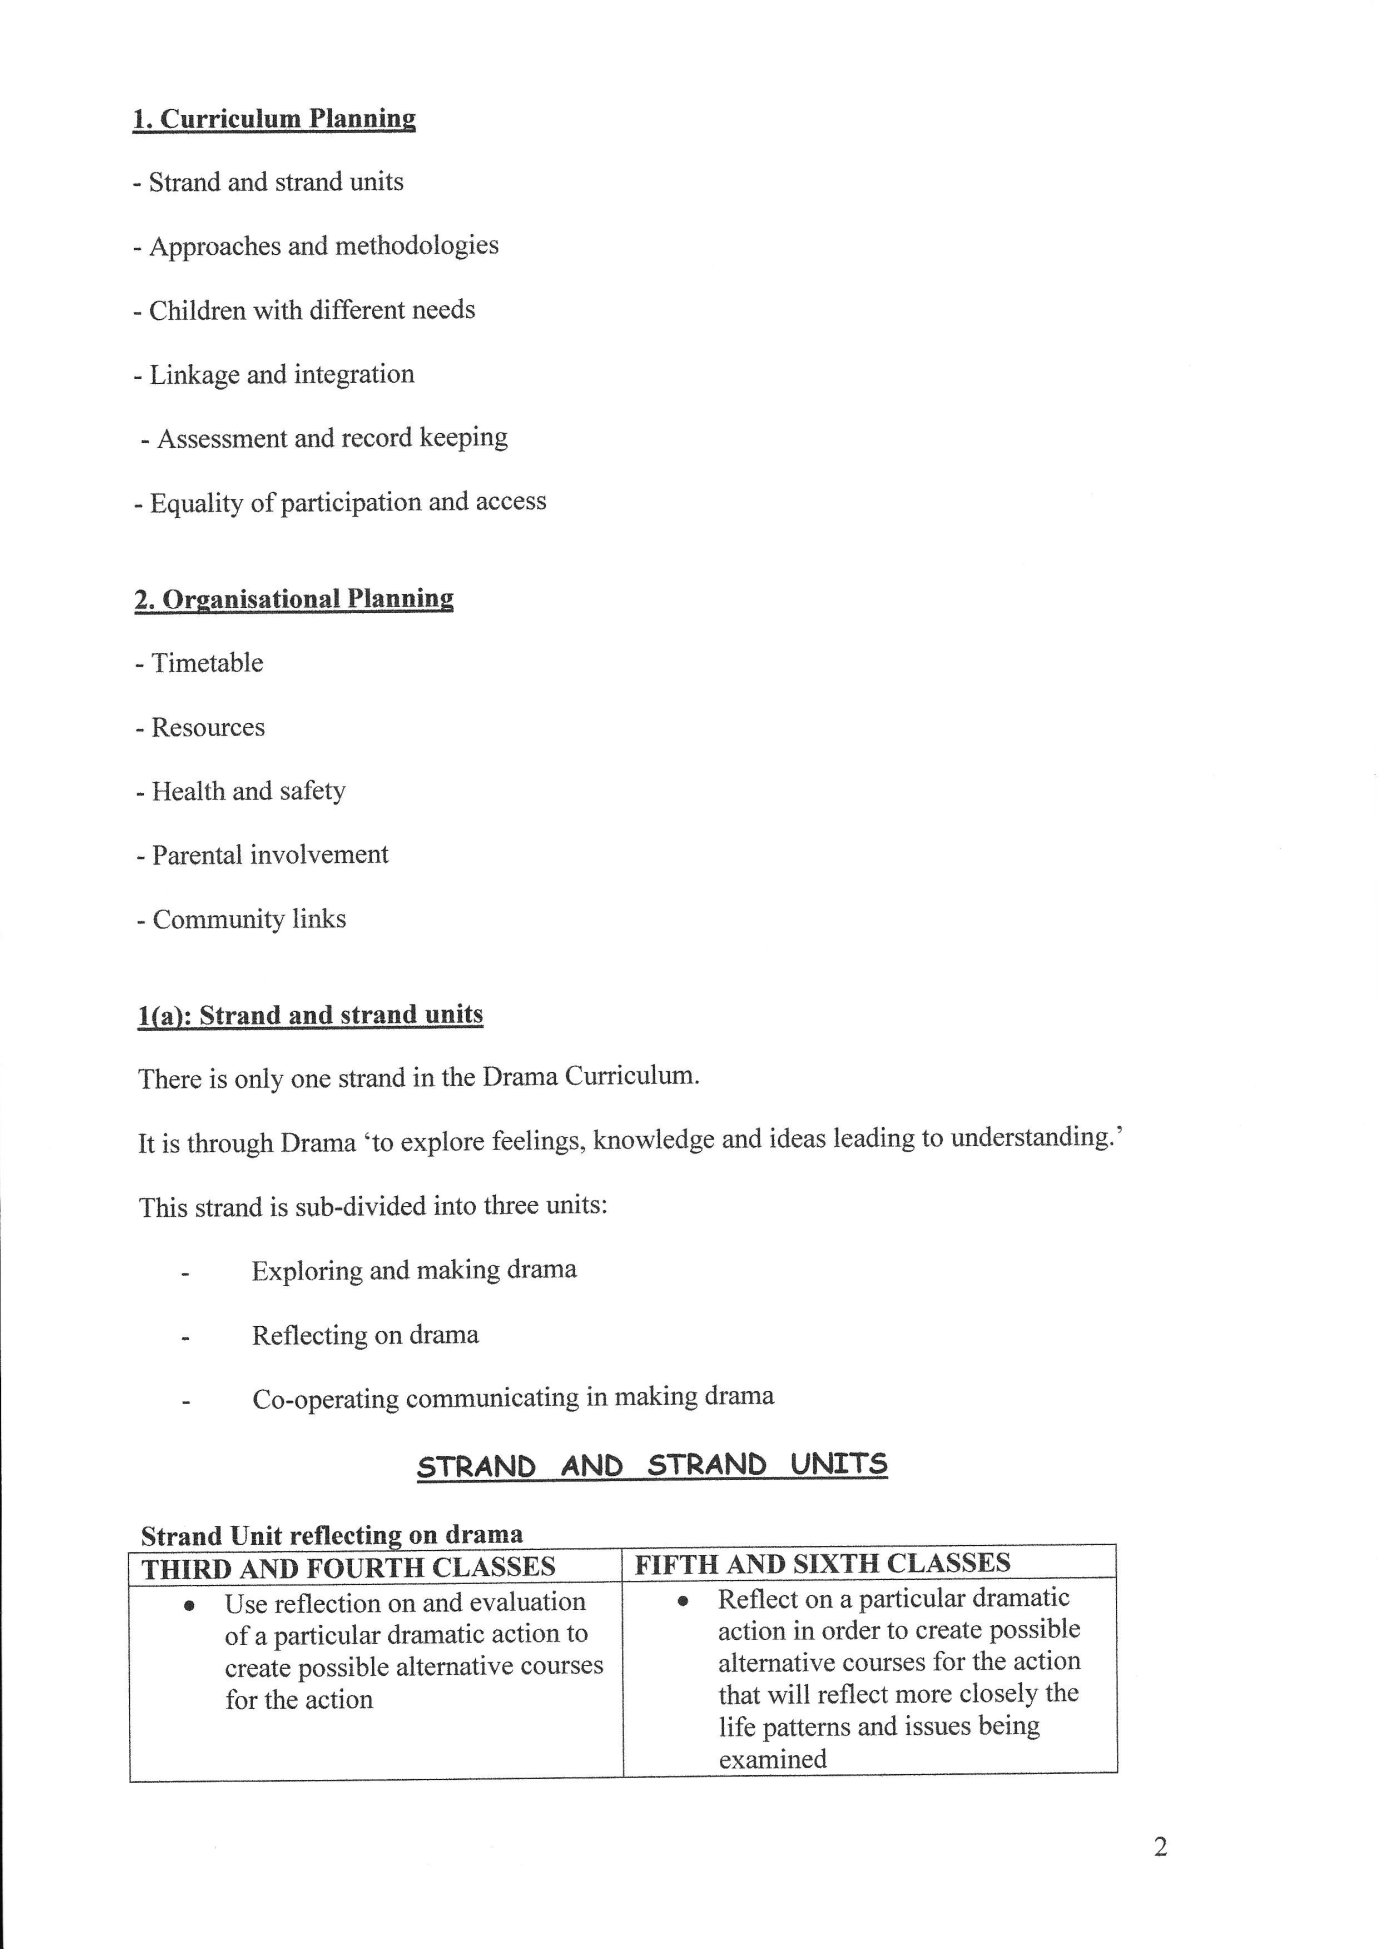 1. Curriculum Planning
- Strand and strand units
- Approaches and methodologies
- Children with different needs
- Linkage and integration
- Assessment and record keeping
- Equality of participation and access
2. Organisational Planning
- Timetable
- Resources
- Health and safety
- Parental involvement
- Community links
1(a): Strand and strand units
There is only one strand in the Drama Curriculum.
It is through Drama ‘to explore feelings, knowledge and ideas leading to understanding.’
This strand is sub-divided into three units:
- Exploring and making drama
- Reflecting on drama
- Co-operating communicating in making drama
STRAND AND STRAND UNITS
Strand Unit reflecting on drama
THIRD AND FOURTH CLASSES
• Use reflection on and evaluation
of a particular dramatic action to
create possible alternative courses
for the action
FIFTH AND SIXTH CLASSES
• Reflect on a particular dramatic
action in order to create possible
alternative courses for the action
that will reflect more closely the
life patterns and issues being
examined
2